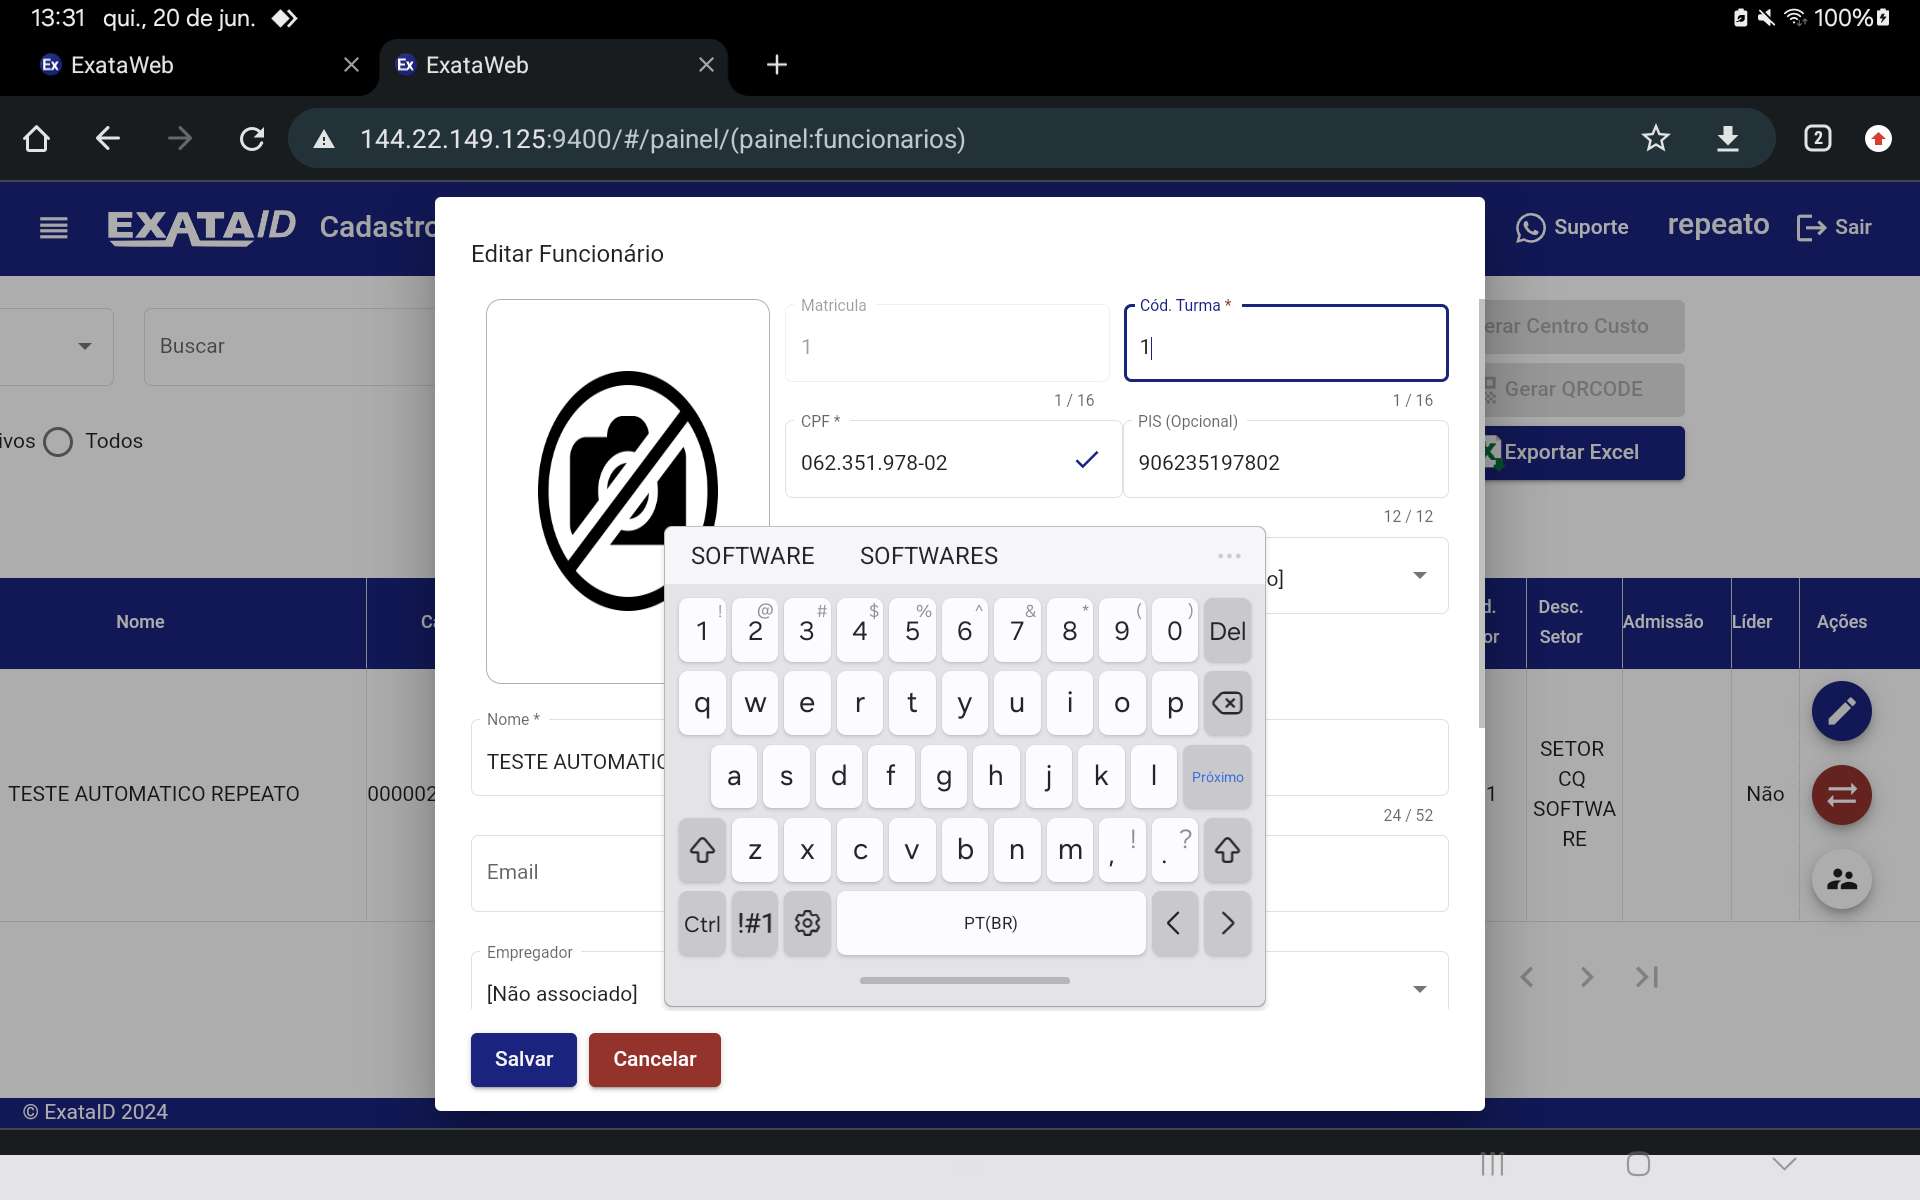 13:31 qui., 20 de jun. 100%
Ex ExataWeb
Ex ExataWeb
144.22.149.125:9400/#/painel/(painel:funcionarios)
2
EXATAID Cadastro
Suporte repeato Sair
Editar Funcionário
Matricula
1
1 / 16
Cód. Turma *
1
1 / 16
Buscar
erar Centro Custo
Gerar QRCODE
Exportar Excel
ivos Todos
CPF *
062.351.978-02
PIS (Opcional)
906235197802
12 / 12
o]
SOFTWARE SOFTWARES
! @ # $ % ^ & * ( )
1 2 3 4 5 6 7 8 9 0 Del
q w e r t y u i o p
a s d f g h j k l Próximo
z x c v b n m , ! . ?
Ctrl !#1 PT(BR)
Nome Ca
d.
or
Desc.
Setor
Admissão Líder Ações
TESTE AUTOMATICO REPEATO 000002
1
SETOR
CQ
SOFTWA
RE
Não
Nome *
TESTE AUTOMATIC
24 / 52
Email
Empregador
[Não associado]
Salvar Cancelar
© ExataID 2024